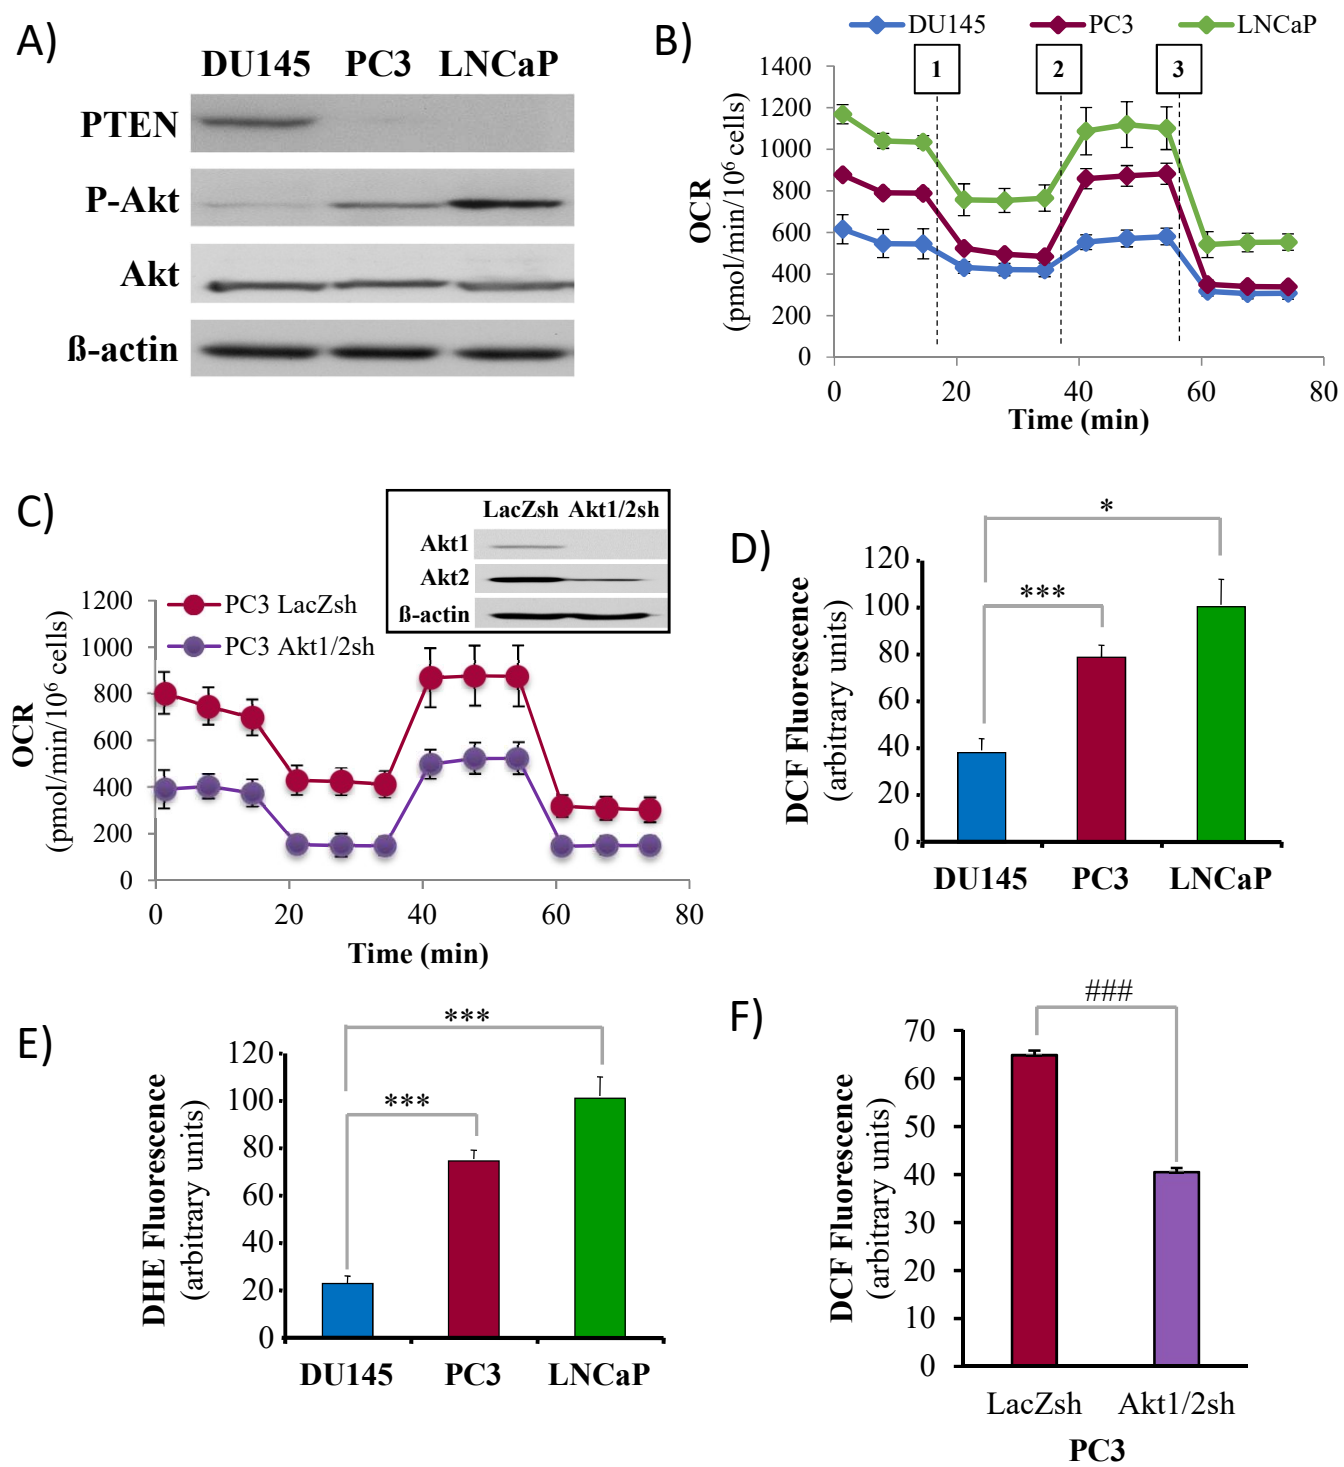 A)
DU145 PC3 LNCaP
PTEN
P-Akt
Akt
ß-actin
B)
DU145 PC3 LNCaP
1 2 3
OCR
(pmol/min/10⁶ cells)
1400
1200
1000
800
600
400
200
0
0 20 40 60 80
Time (min)
C)
LacZsh Akt1/2sh
Akt1
Akt2
ß-actin
PC3 LacZsh
PC3 Akt1/2sh
OCR
(pmol/min/10⁶ cells)
1200
1000
800
600
400
200
0
0 20 40 60 80
Time (min)
D)
*
***
DCF Fluorescence
(arbitrary units)
120
100
80
60
40
20
0
DU145 PC3 LNCaP
E)
***
***
DHE Fluorescence
(arbitrary units)
120
100
80
60
40
20
0
DU145 PC3 LNCaP
F)
###
DCF Fluorescence
(arbitrary units)
70
60
50
40
30
20
10
0
LacZsh Akt1/2sh
PC3